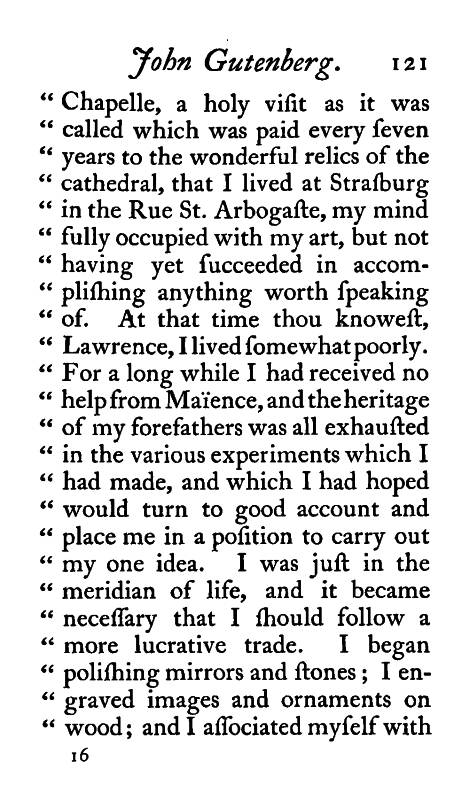 John Gutenberg. 121
“ Chapelle, a holy viſit as it was
“ called which was paid every ſeven
“ years to the wonderful relics of the
“ cathedral, that I lived at Straſburg
“ in the Rue St. Arbogaſte, my mind
“ fully occupied with my art, but not
“ having yet ſucceeded in accom-
“ pliſhing anything worth ſpeaking
“ of. At that time thou knoweſt,
“ Lawrence, I lived ſomewhat poorly.
“ For a long while I had received no
“ help from Maïence, and the heritage
“ of my forefathers was all exhauſted
“ in the various experiments which I
“ had made, and which I had hoped
“ would turn to good account and
“ place me in a poſition to carry out
“ my one idea. I was juſt in the
“ meridian of life, and it became
“ neceſſary that I ſhould follow a
“ more lucrative trade. I began
“ poliſhing mirrors and ſtones ; I en-
“ graved images and ornaments on
“ wood ; and I aſſociated myſelf with
16